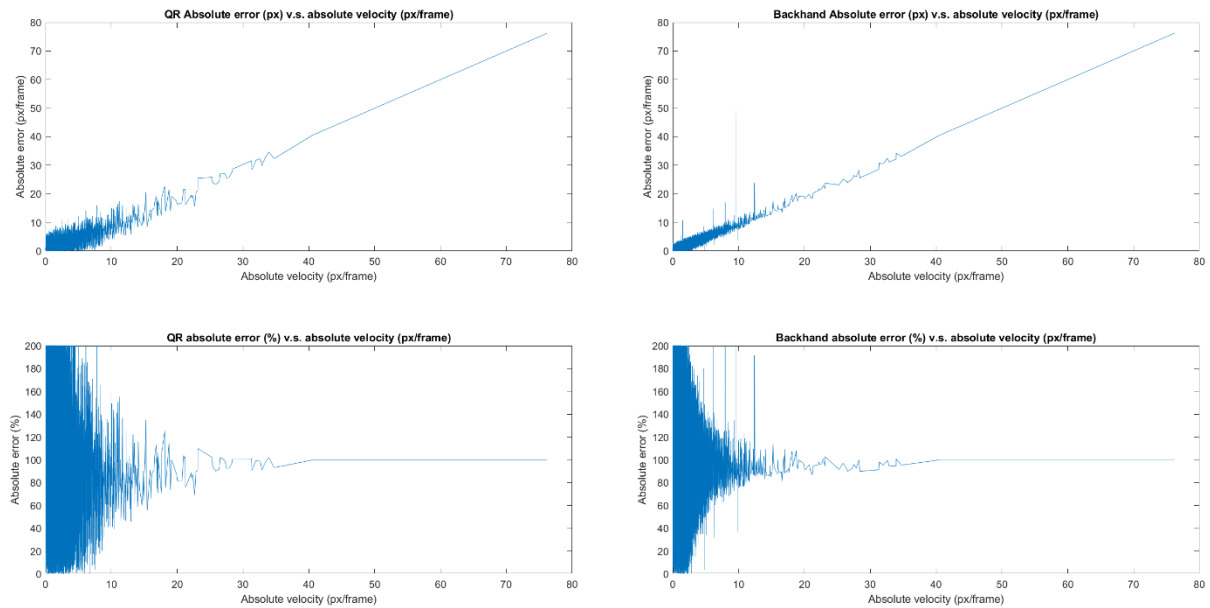 QR Absolute error (px) v.s. absolute velocity (px/frame)
80
70
60
50
40
30
20
10
0
Absolute error (px/frame)
0 10 20 30 40 50 60 70 80
Absolute velocity (px/frame)
Backhand Absolute error (px) v.s. absolute velocity (px/frame)
80
70
60
50
40
30
20
10
0
Absolute error (px/frame)
0 10 20 30 40 50 60 70 80
Absolute velocity (px/frame)
QR absolute error (%) v.s. absolute velocity (px/frame)
200
180
160
140
120
100
80
60
40
20
0
Absolute error (%)
0 10 20 30 40 50 60 70 80
Absolute velocity (px/frame)
Backhand absolute error (%) v.s. absolute velocity (px/frame)
200
180
160
140
120
100
80
60
40
20
0
Absolute error (%)
0 10 20 30 40 50 60 70 80
Absolute velocity (px/frame)